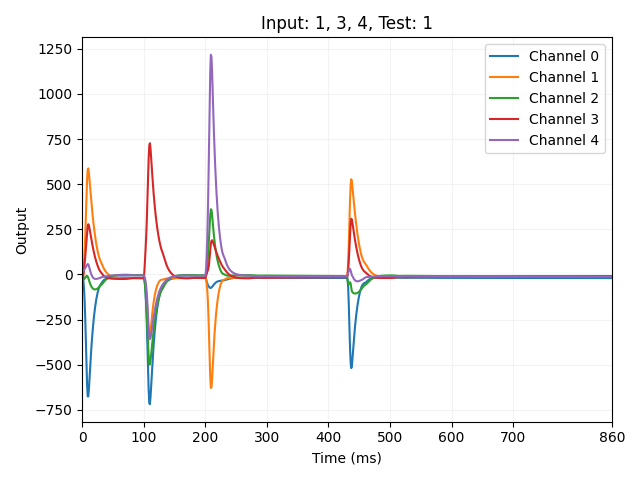 Input: 1, 3, 4, Test: 1
Output
1250
1000
750
500
250
0
−250
−500
−750
Channel 0
Channel 1
Channel 2
Channel 3
Channel 4
0 100 200 300 400 500 600 700 860
Time (ms)